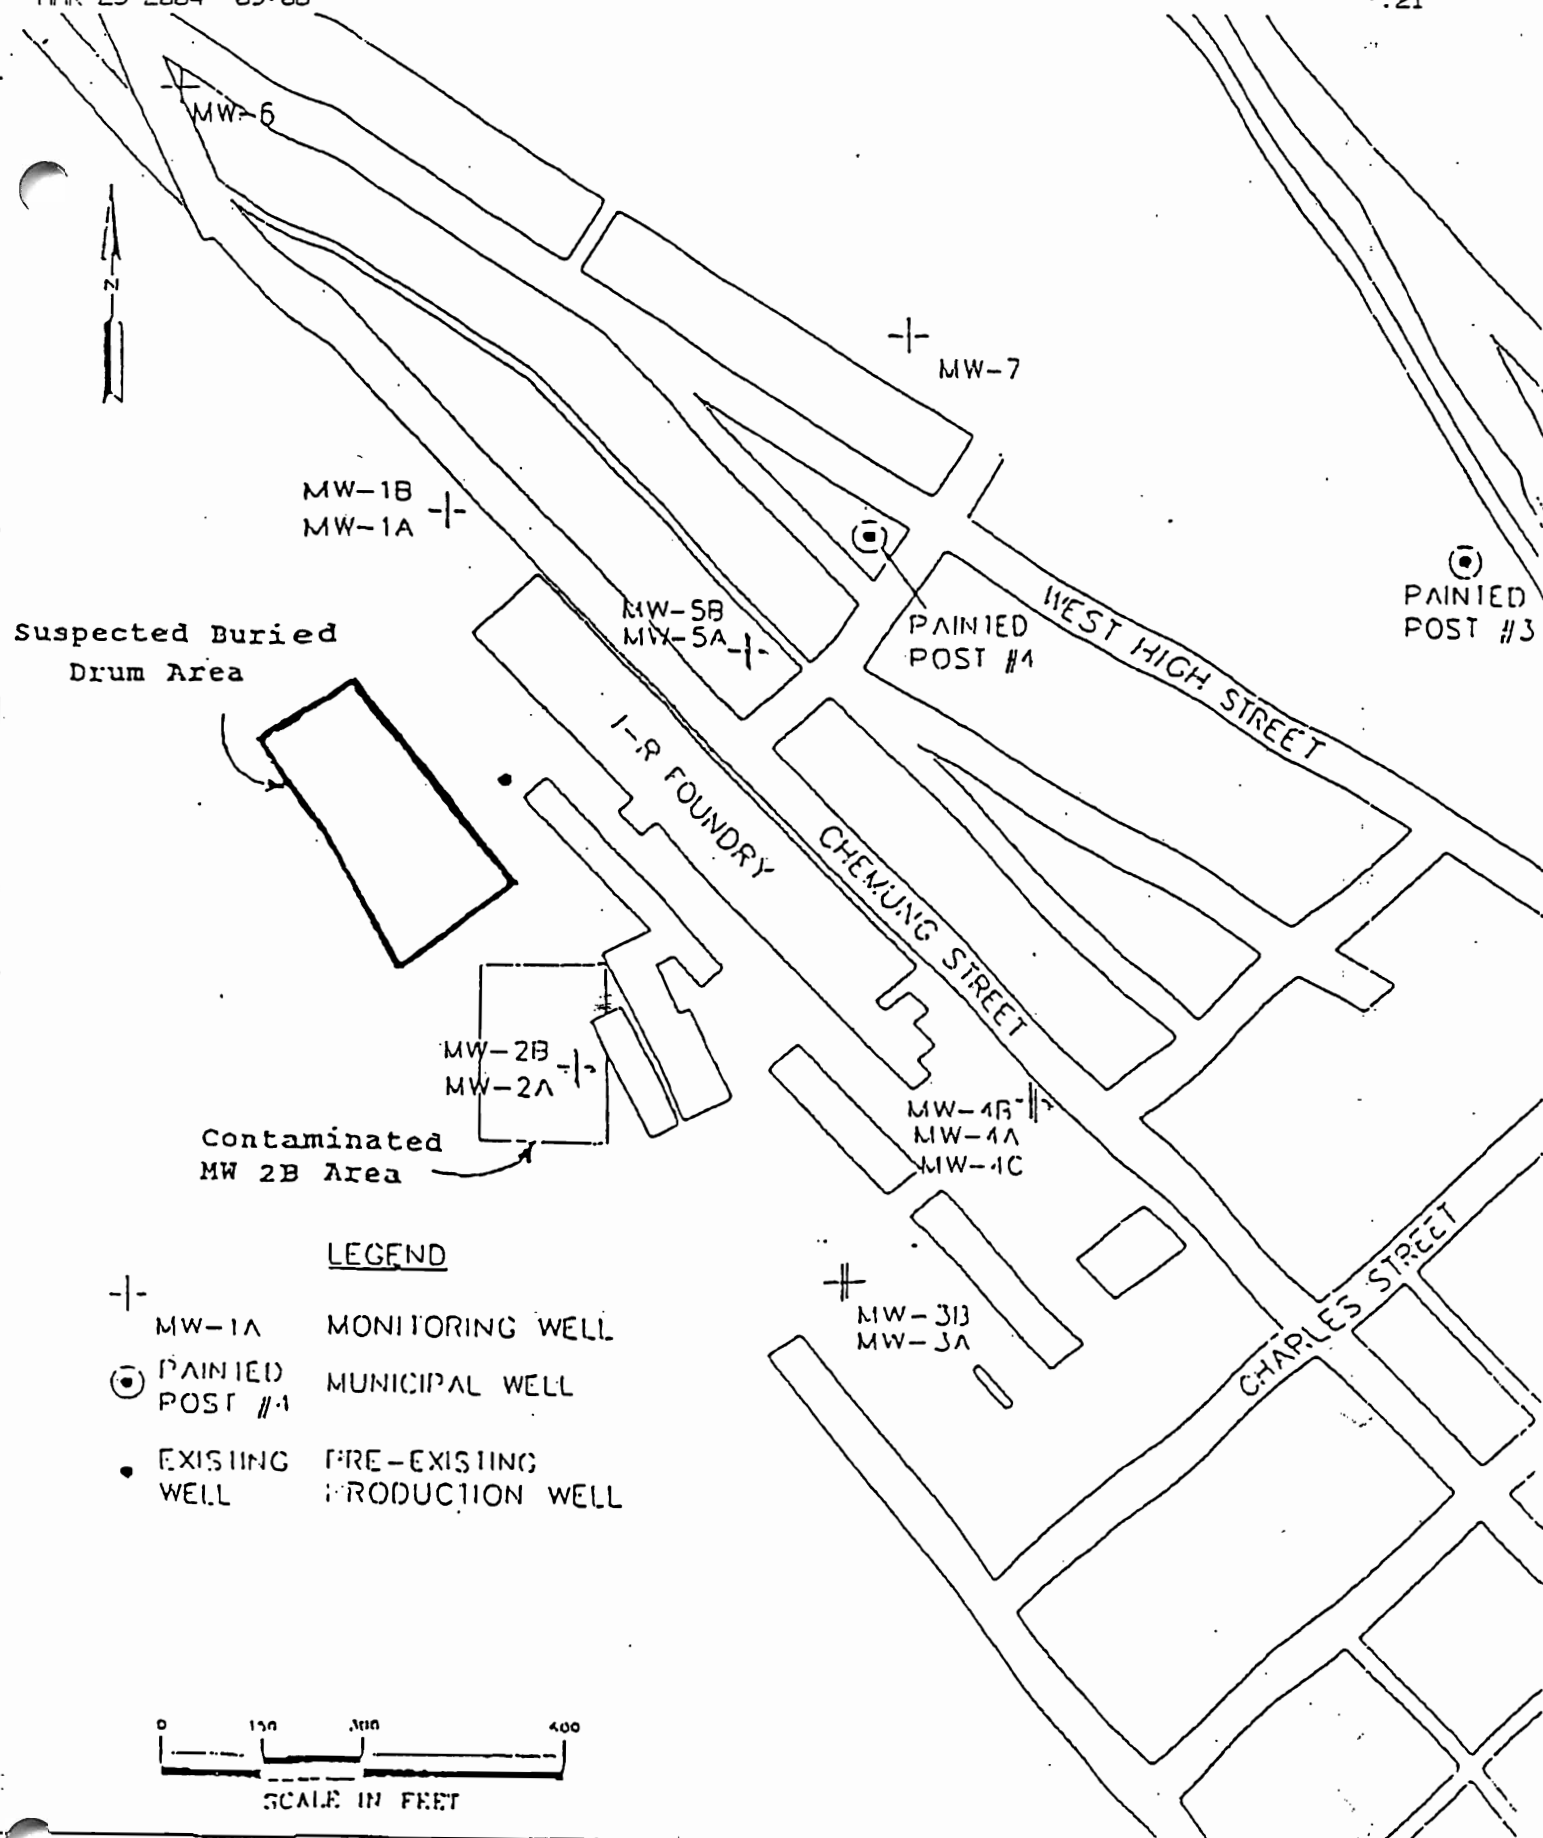 MW-6
N
MW-7
MW-1B
MW-1A
MW-5B
MW-5A
PAINTED
POST #4
WEST HIGH STREET
PAINTED
POST #3
Suspected Buried
Drum Area
I-R FOUNDRY
CHEMUNG STREET
MW-2B
MW-2A
MW-4B
MW-4A
MW-4C
Contaminated
MW 2B Area
CHARLES STREET
MW-3B
MW-3A
LEGEND
MW-1A MONITORING WELL
PAINTED
POST #4 MUNICIPAL WELL
EXISTING PRE-EXISTING
WELL PRODUCTION WELL
0 150 300
SCALE IN FEET